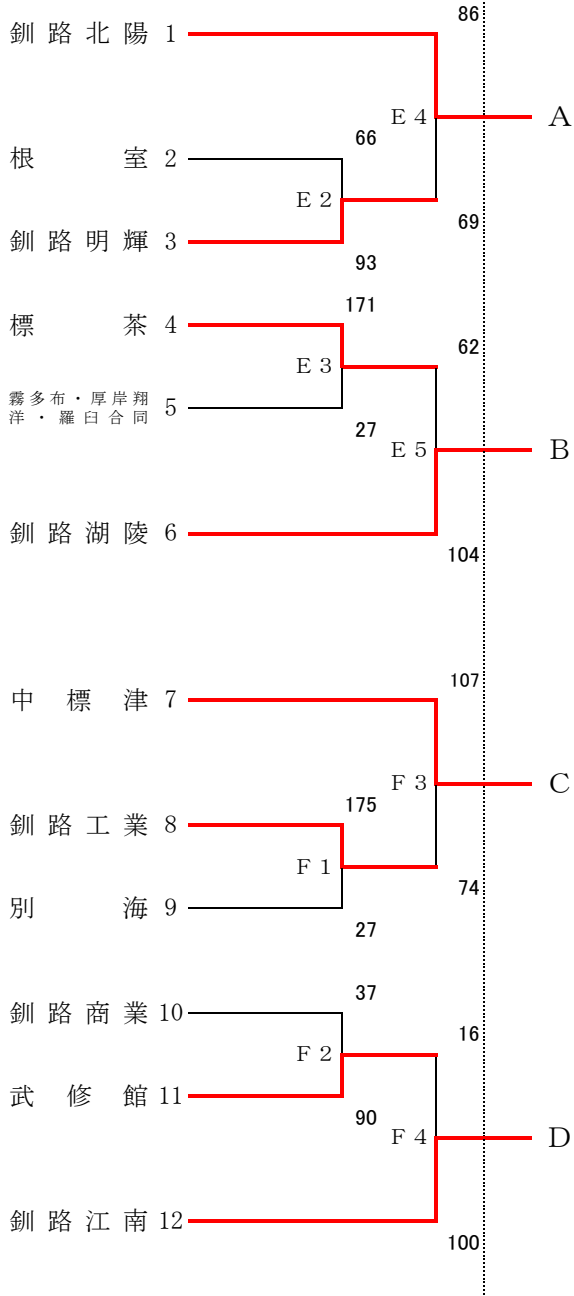 86
釧路北陽 1
E 4
A
66
根室 2
E 2
69
釧路明輝 3
93
171
標茶 4
62
E 3
霧多布・厚岸翔
洋・羅臼合同
5
27
E 5
B
釧路湖陵 6
104
107
中標津 7
F 3
C
175
釧路工業 8
F 1
74
別海 9
27
37
釧路商業 10
16
F 2
武修館 11
90
F 4
D
釧路江南 12
100